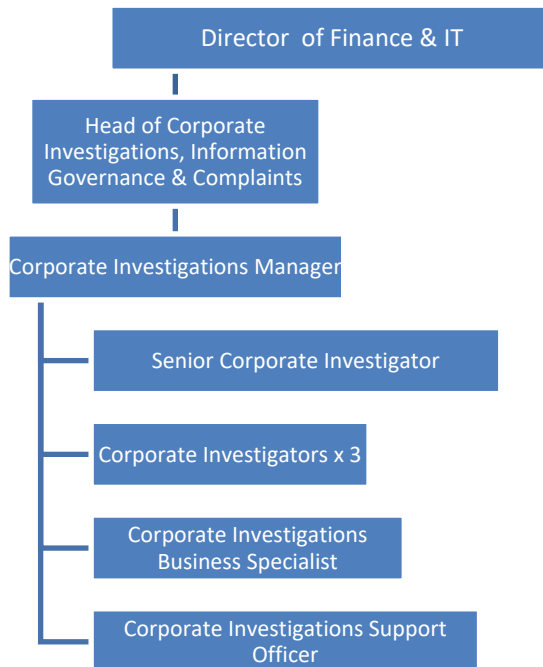 Director of Finance & IT
Head of Corporate
Investigations, Information
Governance & Complaints
Corporate Investigations Manager
Senior Corporate Investigator
Corporate Investigators x 3
Corporate Investigations
Business Specialist
Corporate Investigations Support
Officer